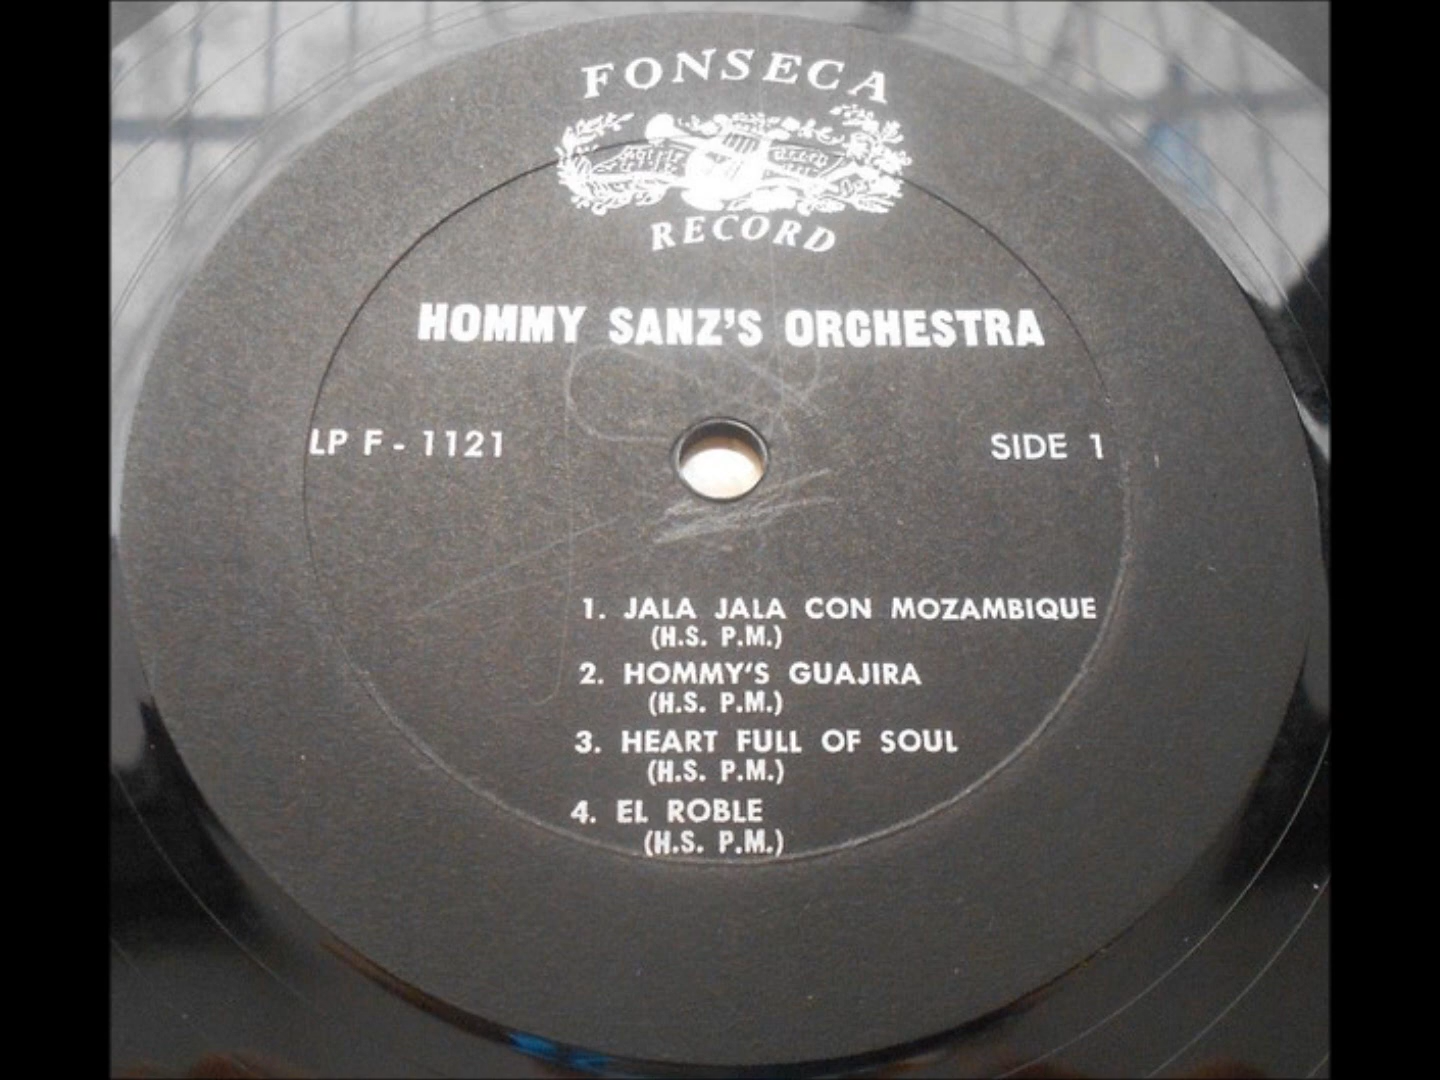 FONSECA
RECORD
HOMMY SANZ'S ORCHESTRA
LP F - 1121
SIDE 1
1. JALA JALA CON MOZAMBIQUE
(H.S. P.M.)
2. HOMMY'S GUAJIRA
(H.S. P.M.)
3. HEART FULL OF SOUL
(H.S. P.M.)
4. EL ROBLE
(H.S. P.M.)